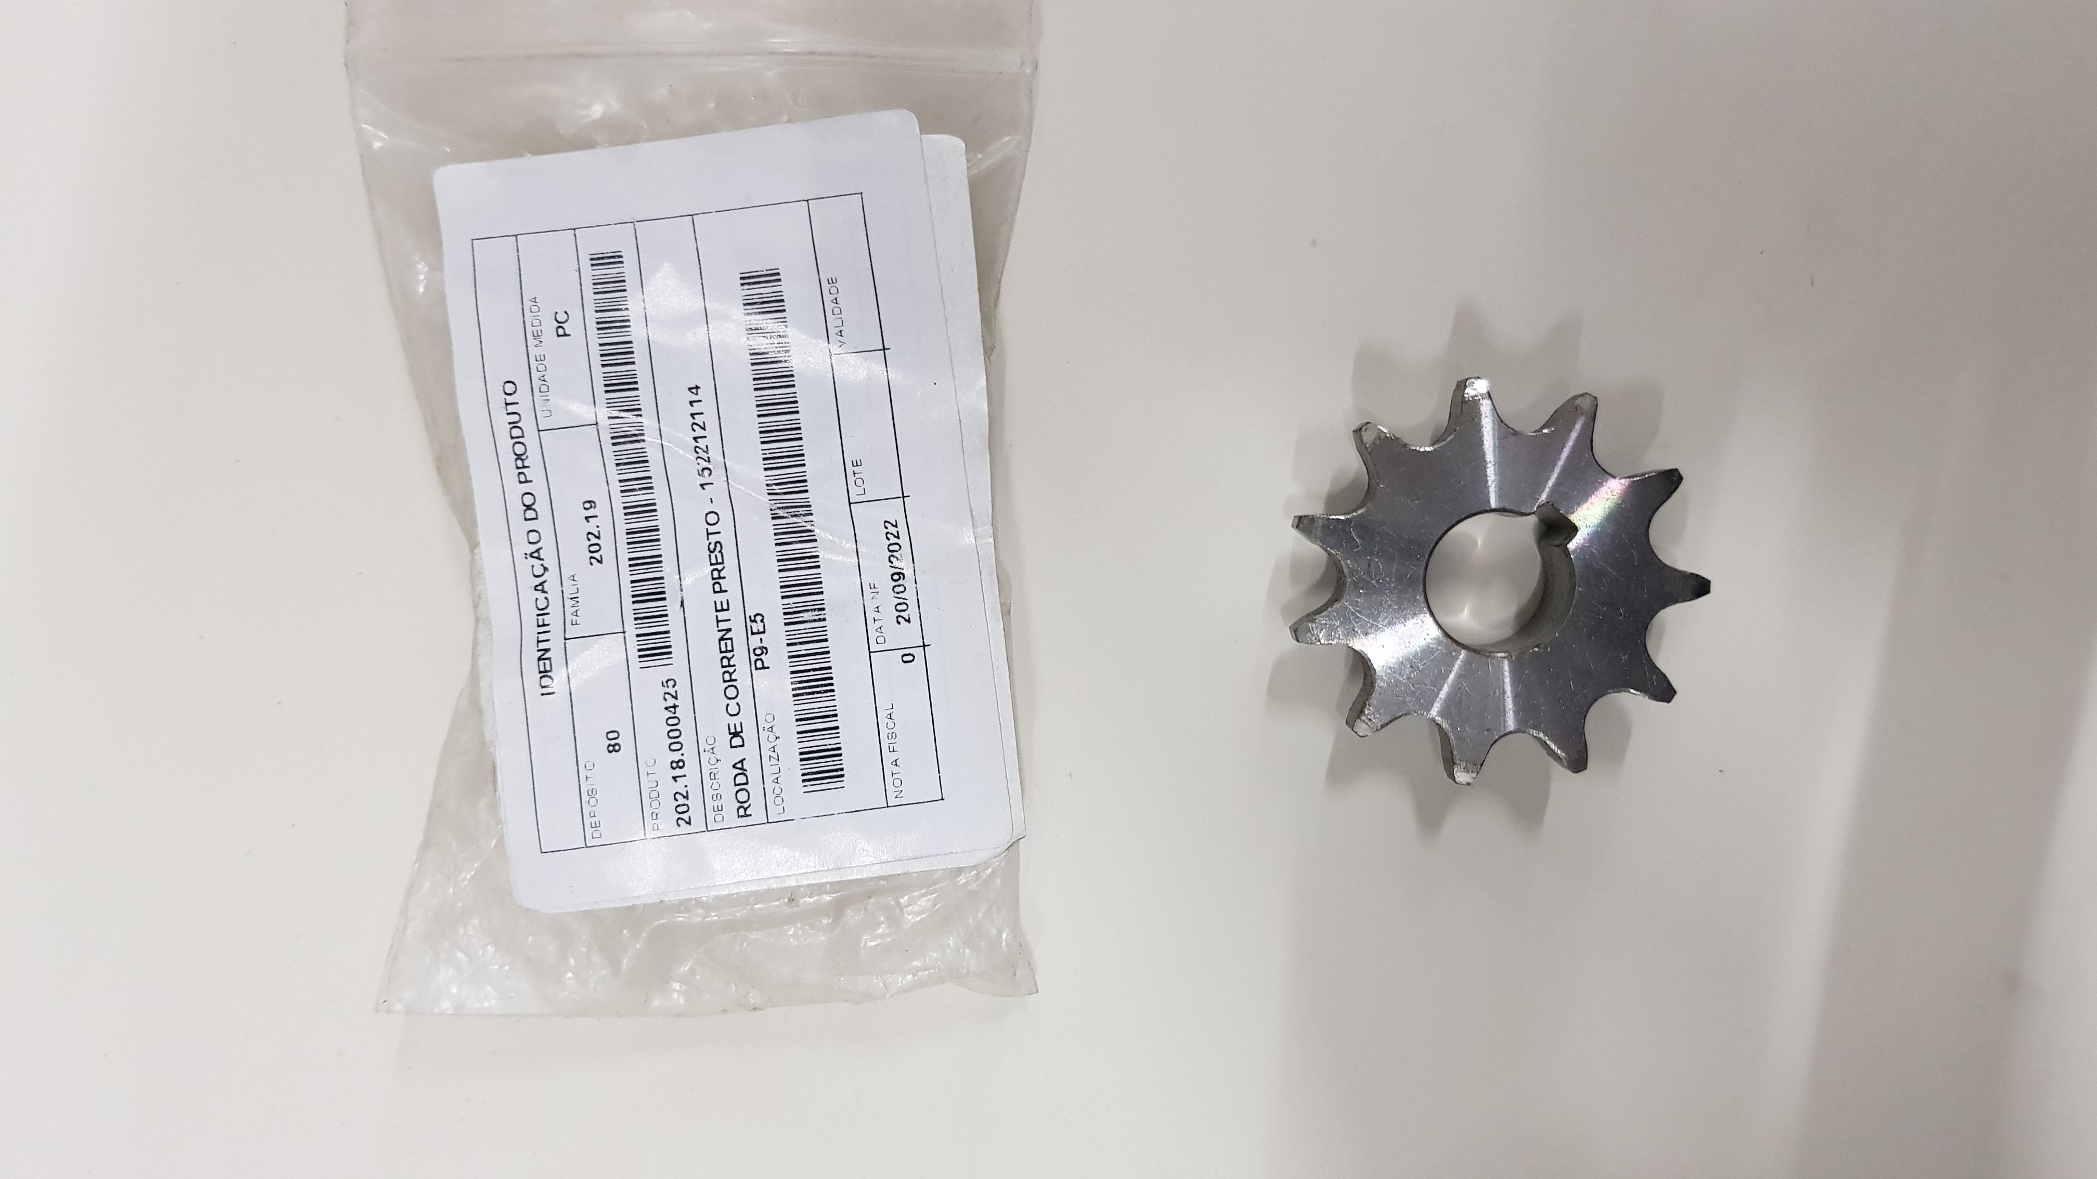 IDENTIFICAÇÃO DO PRODUTO
DEPÓSITO FAMÍLIA UNIDADE MEDIDA
80 202.19 PC
PRODUTO
202.18.000425
DESCRIÇÃO
RODA DE CORRENTE PRESTO - 152212114
LOCALIZAÇÃO P9-E5
NOTA FISCAL DATA NF LOTE VALIDADE
0 20/09/2022